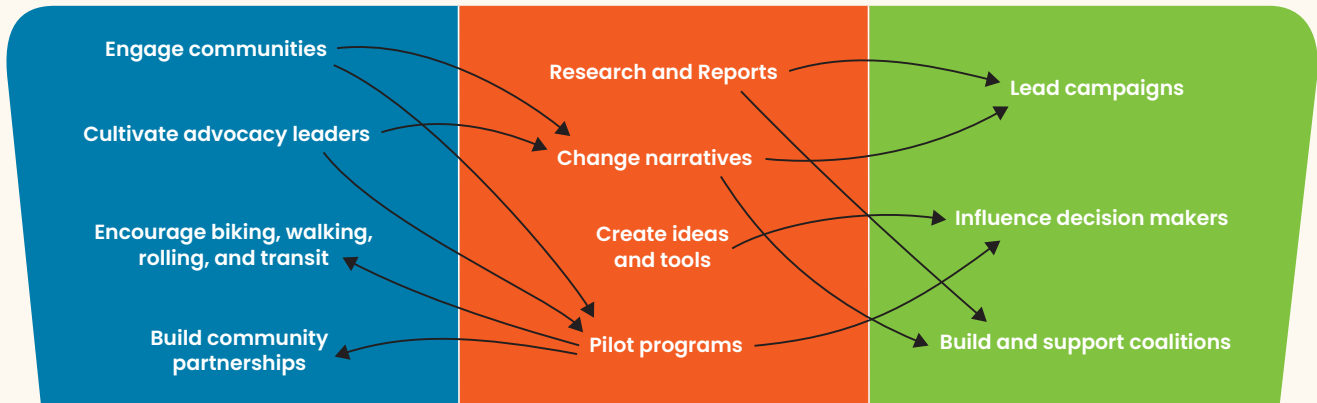 Engage communities
Cultivate advocacy leaders
Encourage biking, walking,
rolling, and transit
Build community
partnerships
Research and Reports
Change narratives
Create ideas
and tools
Pilot programs
Lead campaigns
Influence decision makers
Build and support coalitions